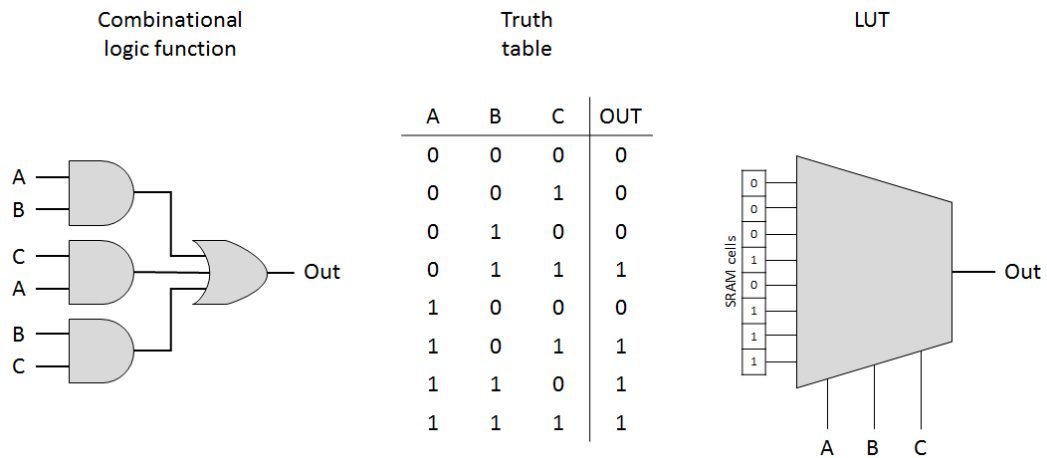 Combinational
logic function
Truth
table
LUT
A
B
C
A
B
C
Out
A B C OUT
0 0 0 0
0 0 1 0
0 1 0 0
0 1 1 1
1 0 0 0
1 0 1 1
1 1 0 1
1 1 1 1
SRAM cells
0
0
0
1
0
1
1
1
Out
A B C